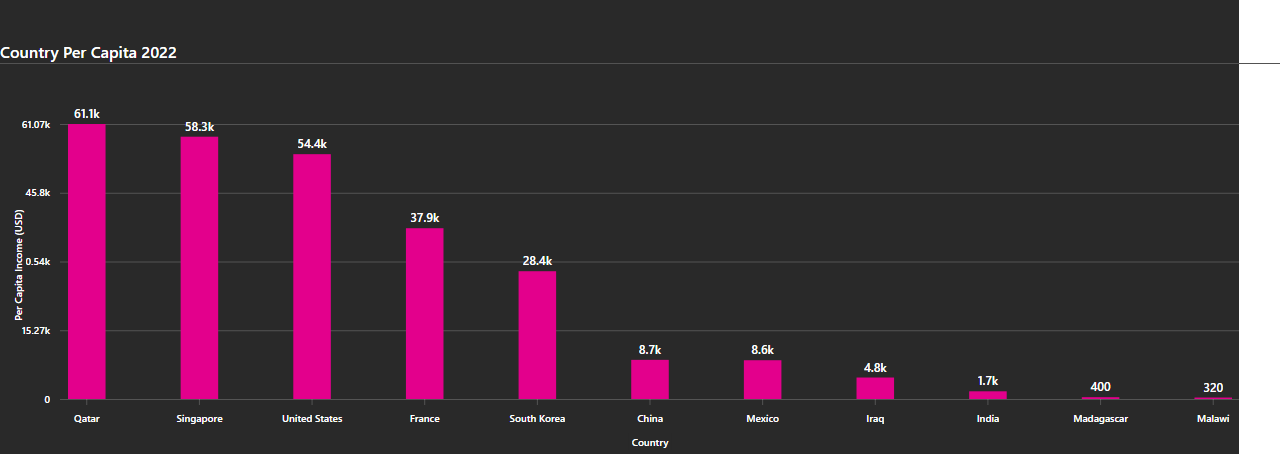 Country Per Capita 2022
61.1k
58.3k
54.4k
37.9k
28.4k
8.7k
8.6k
4.8k
1.7k
400
320
61.07k
45.8k
0.54k
15.27k
0
Per Capita Income (USD)
Qatar Singapore United States France South Korea China Mexico Iraq India Madagascar Malawi
Country